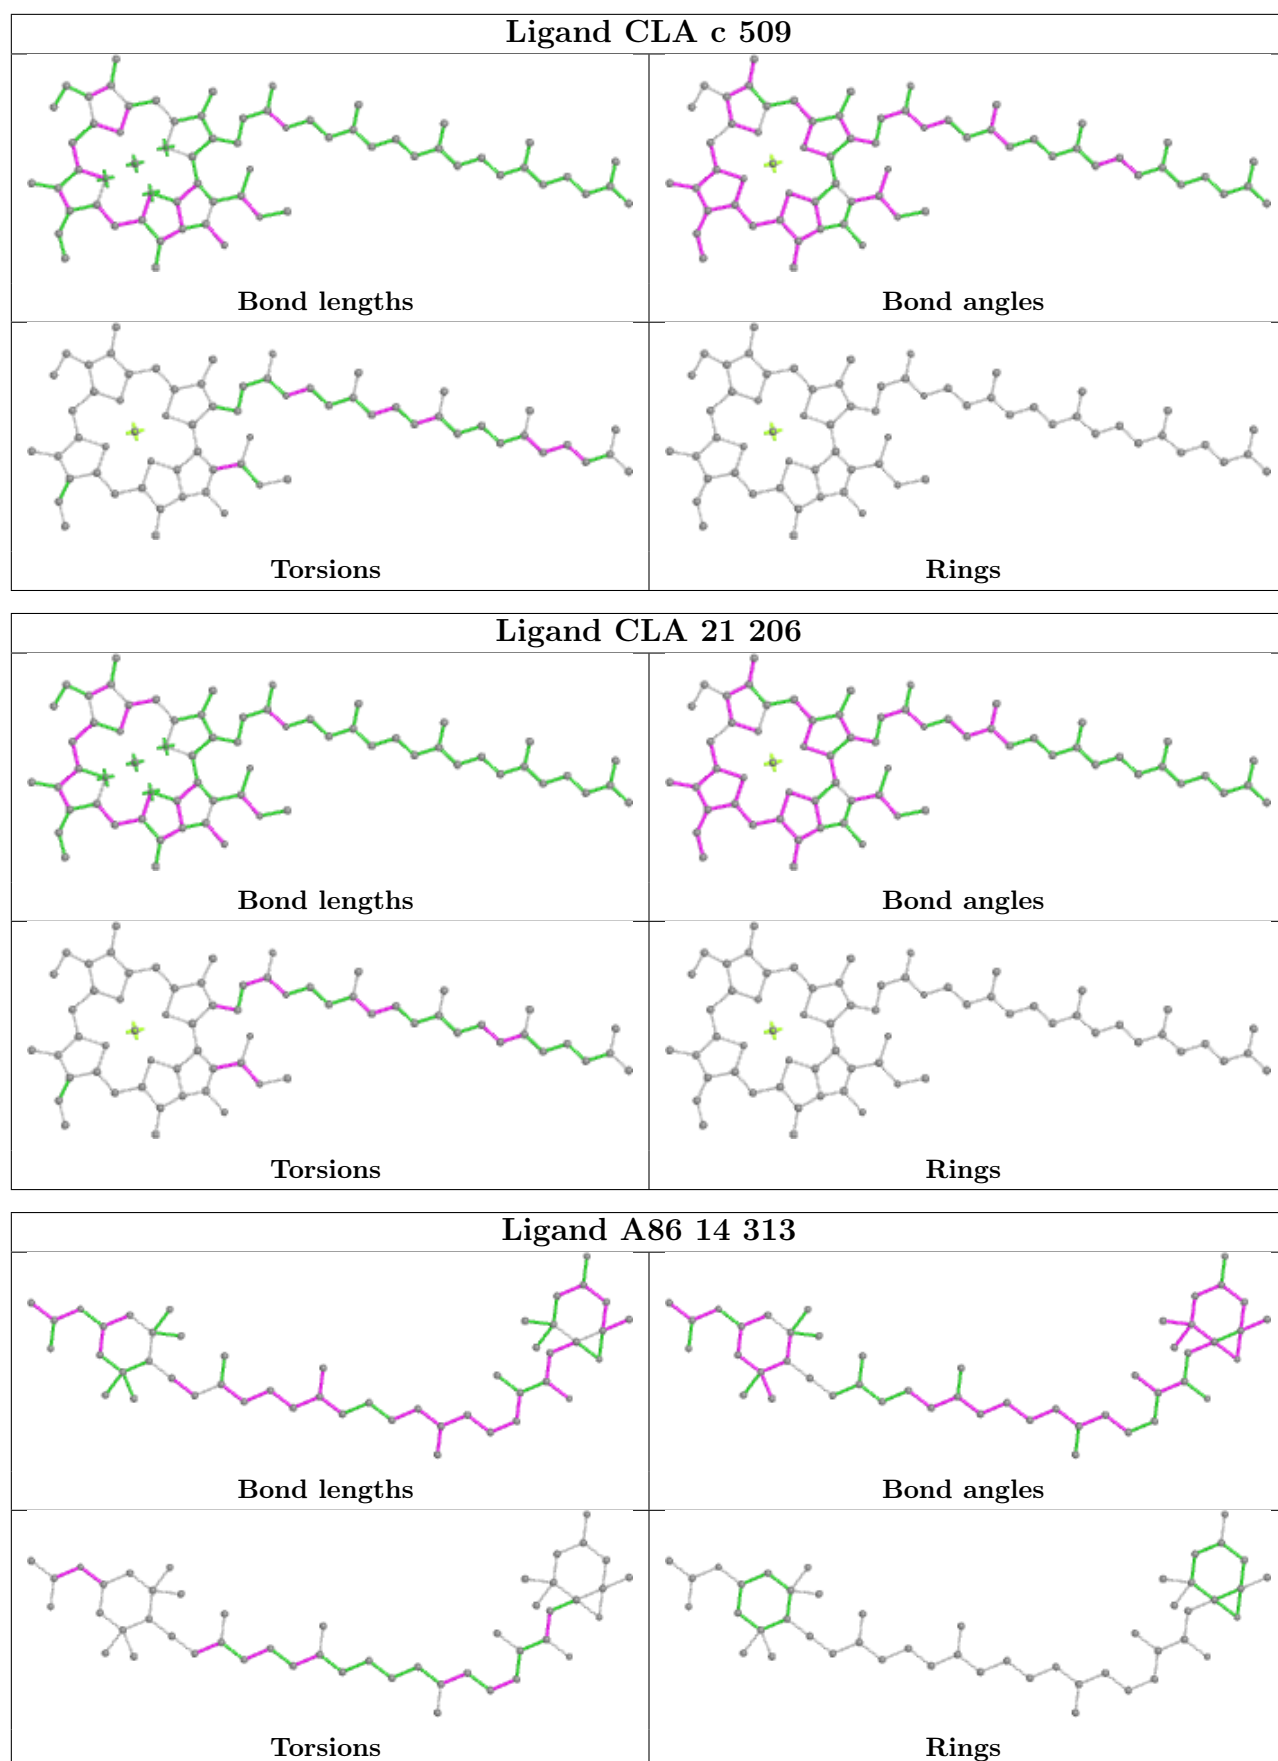 Ligand CLA c 509
Bond lengths
Bond angles
Torsions
Rings
Ligand CLA 21 206
Bond lengths
Bond angles
Torsions
Rings
Ligand A86 14 313
Bond lengths
Bond angles
Torsions
Rings